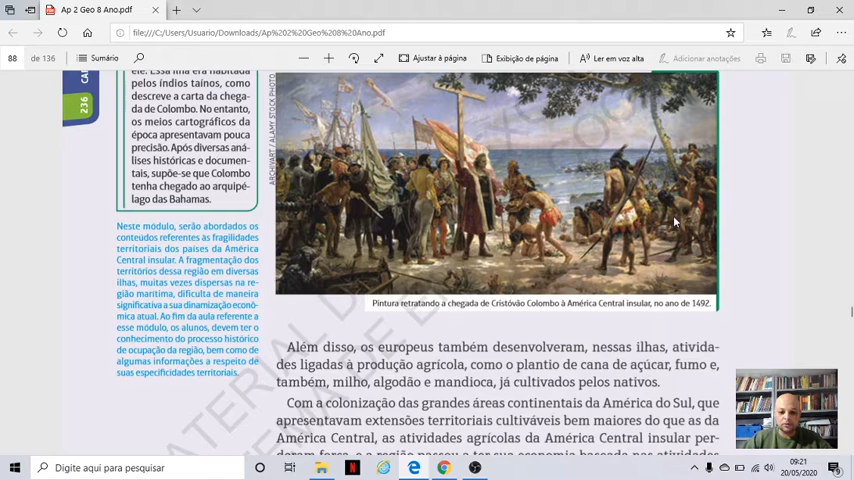 Ap 2 Geo 8 Ano.pdf
file:///C:/Users/Usuario/Downloads/Ap%202%20Geo%208%20Ano.pdf
88 de 136
Sumário
Ajustar à página
Exibição de página
Ler em voz alta
Adicionar anotações
236
CA
ele. Essa ilha era habitada
pelos índios taínos, como
descreve a carta da chega-
da de Colombo. No entanto,
os meios cartográficos da
época apresentavam pouca
precisão. Após diversas aná-
lises históricas e documen-
tais, supõe-se que Colombo
tenha chegado ao arquipé-
lago das Bahamas.
ARCHIVART / ALAMY STOCK PHOTO
Neste módulo, serão abordados os
conteúdos referentes às fragilidades
territoriais dos países da América
Central insular. A fragmentação dos
territórios dessa região em diversas
ilhas, muitas vezes dispersas na re-
gião marítima, dificulta de maneira
significativa a sua dinamização econô-
mica atual. Ao fim da aula referente a
esse módulo, os alunos, devem ter o
conhecimento do processo histórico
de ocupação da região, bem como de
algumas informações a respeito de
suas especificidades territoriais.
Pintura retratando a chegada de Cristóvão Colombo à América Central insular, no ano de 1492.
Além disso, os europeus também desenvolveram, nessas ilhas, ativida-
des ligadas à produção agrícola, como o plantio de cana de açúcar, fumo e,
também, milho, algodão e mandioca, já cultivados pelos nativos.
Com a colonização das grandes áreas continentais da América do Sul, que
apresentavam extensões territoriais cultiváveis bem maiores do que as da
América Central, as atividades agrícolas da América Central insular per-
deram força, e a região passou a ter sua economia baseada nas atividades
MATERIAL D
Digite aqui para pesquisar
09:21
20/05/2020